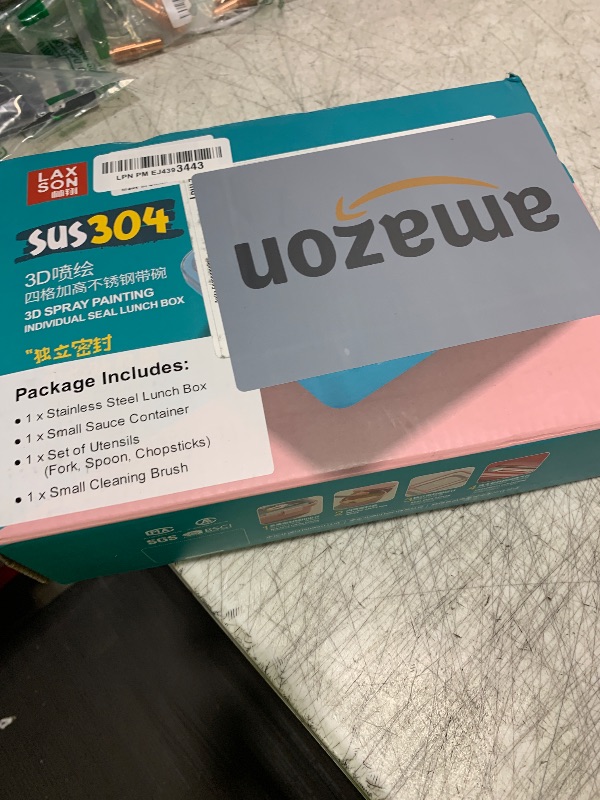 LAX
SON
LPN PM EJ4393443
SUS304
3D喷绘
四格加高不锈钢带碗
3D SPRAY PAINTING
INDIVIDUAL SEAL LUNCH BOX
"独立密封
amazon
Package Includes:
• 1 x Stainless Steel Lunch Box
• 1 x Small Sauce Container
• 1 x Set of Utensils
(Fork, Spoon, Chopsticks)
• 1 x Small Cleaning Brush
SGS
BSCI